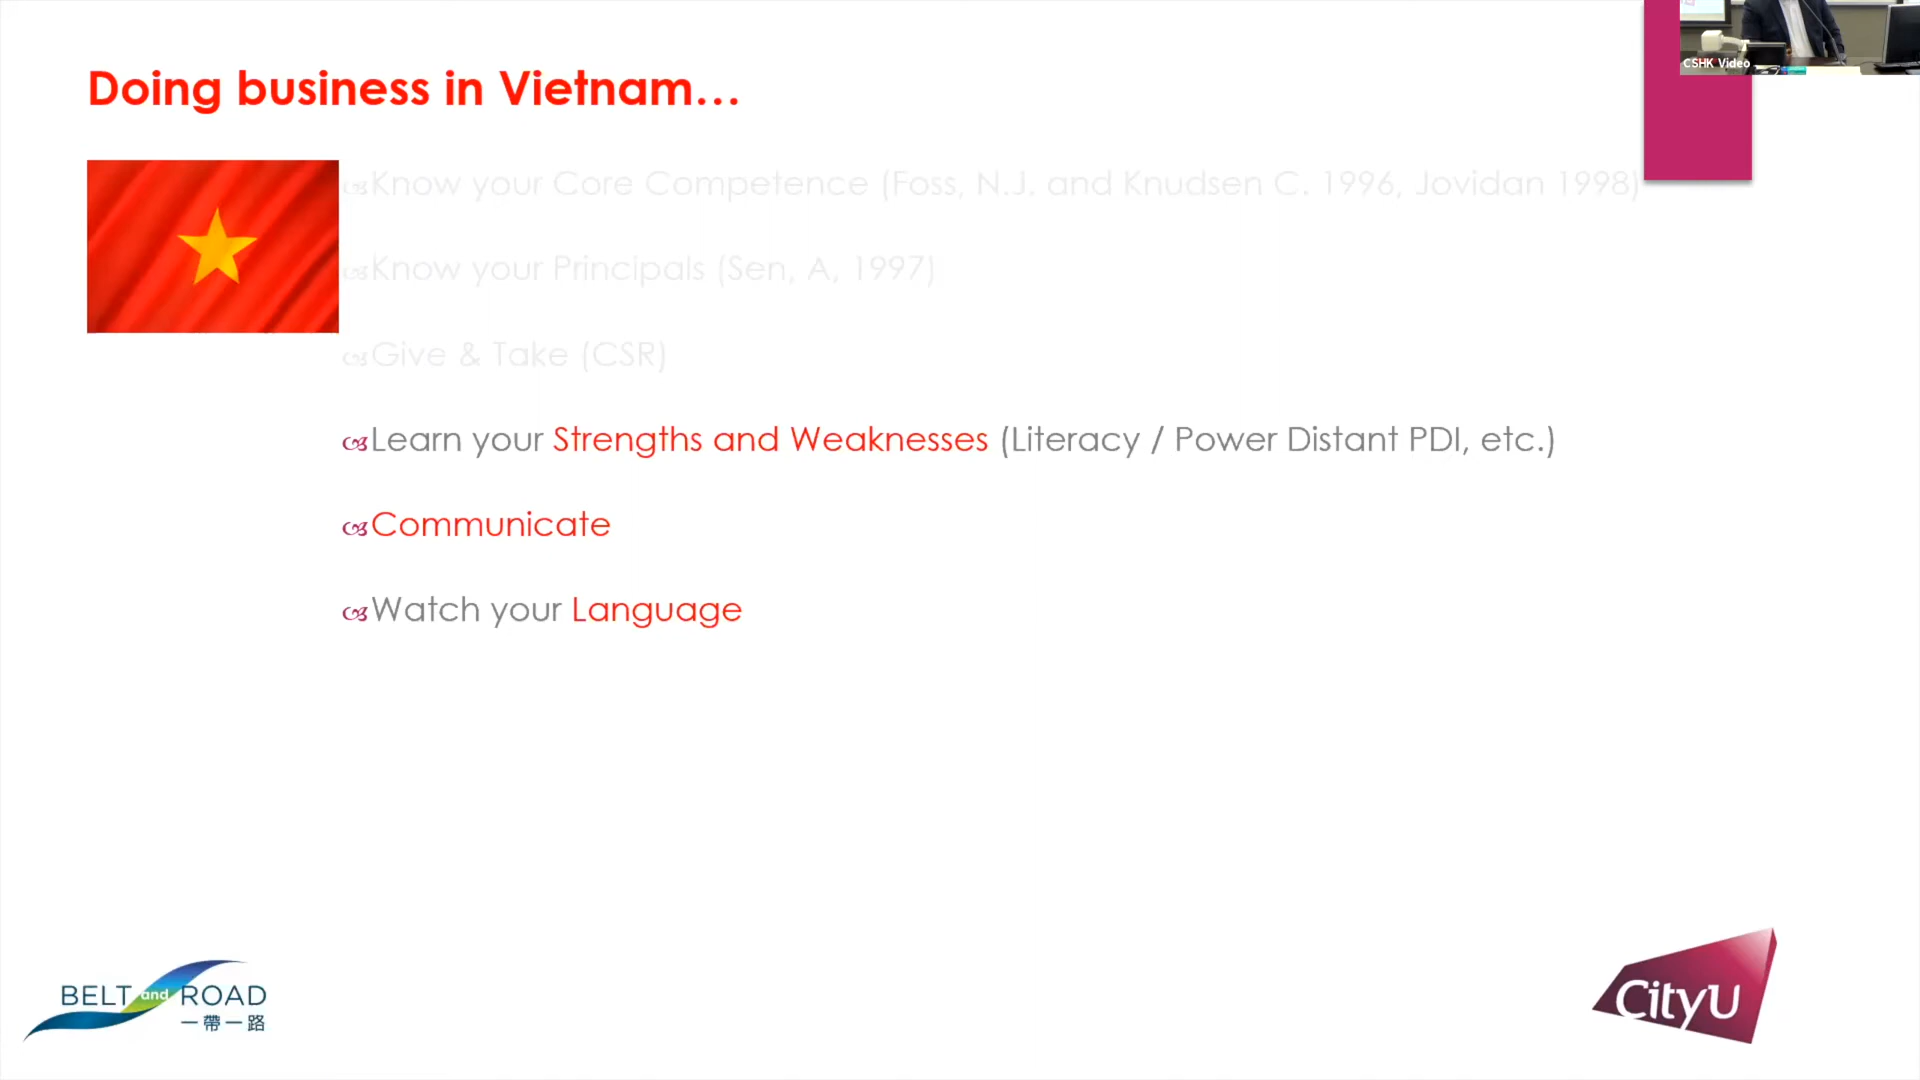 CSHK Video
Doing business in Vietnam...
Know your Core Competence (Foss, N.J. and Knudsen C. 1996, Jovidan 1998)
Know your Principals (Sen, A, 1997)
Give & Take (CSR)
Learn your Strengths and Weaknesses (Literacy / Power Distant PDI, etc.)
Communicate
Watch your Language
BELT and ROAD
一帶一路
CityU